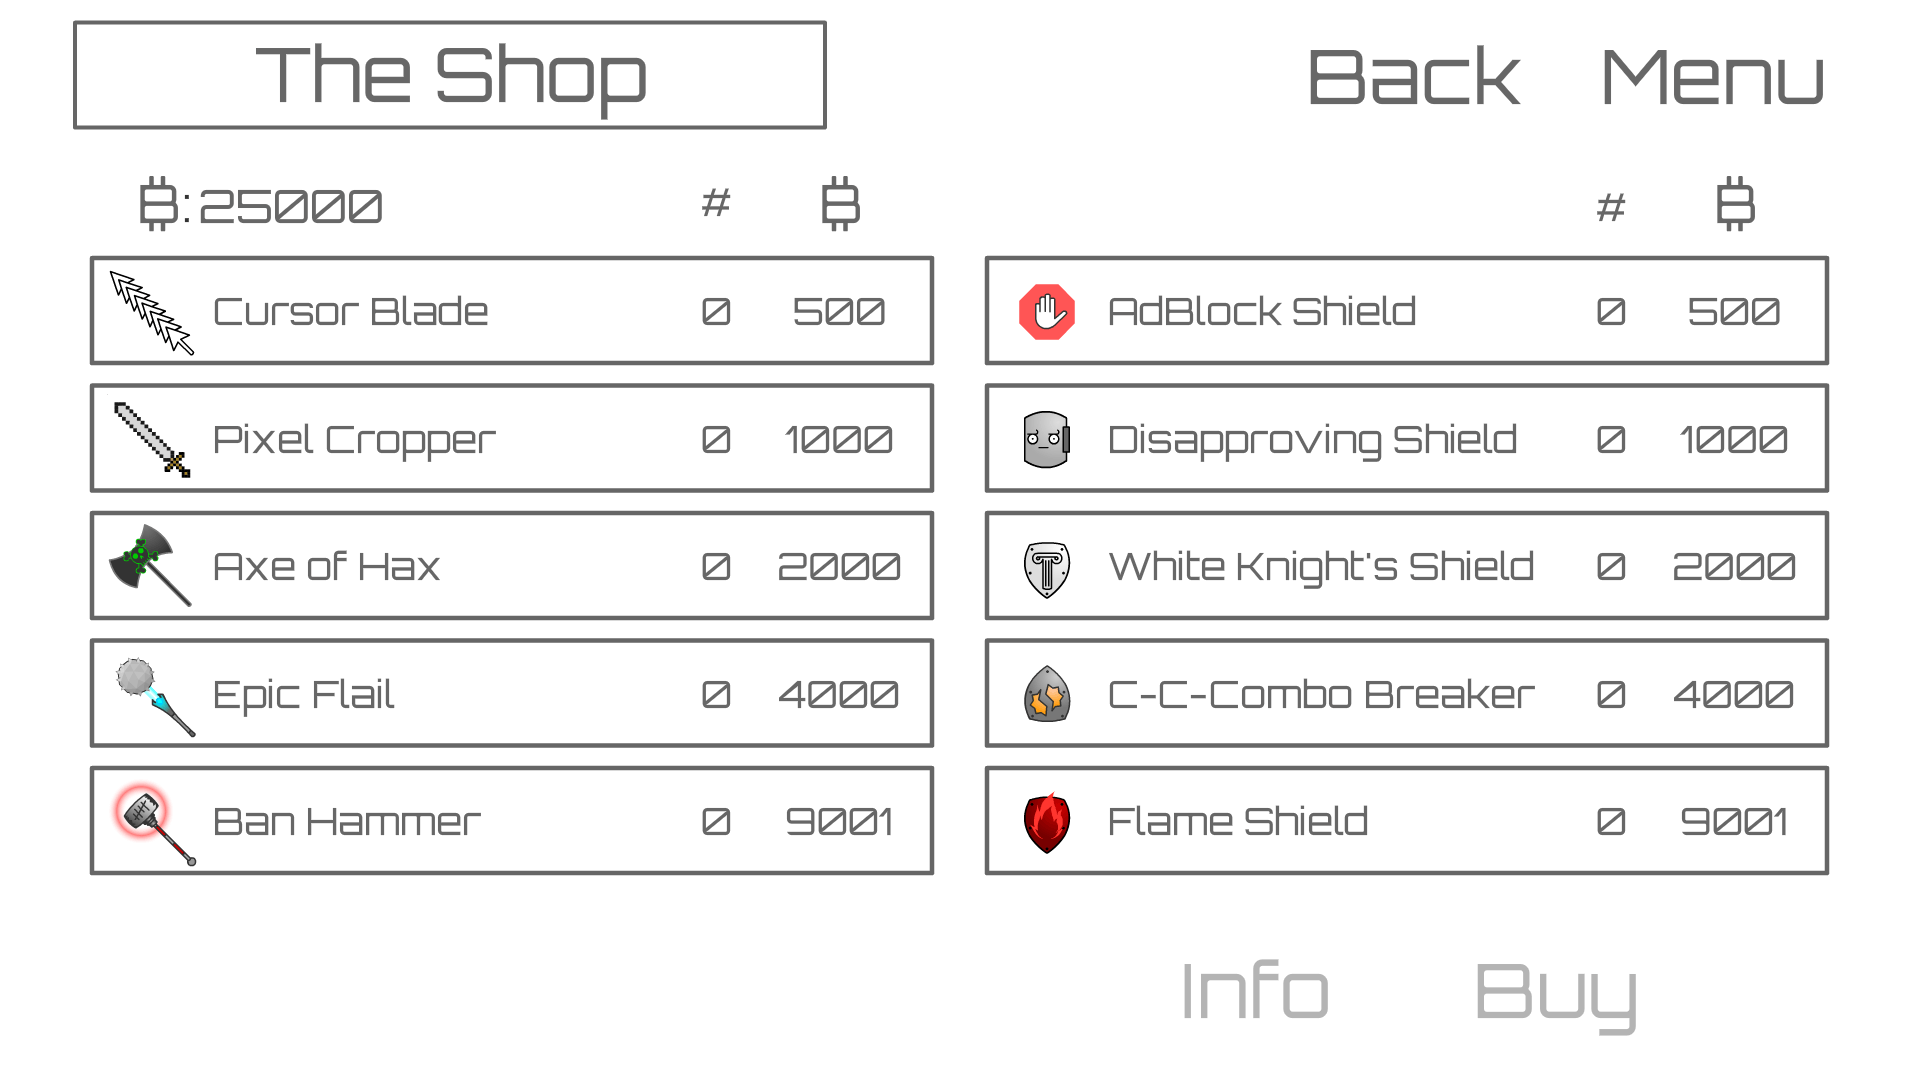 The Shop
Back Menu
₿:25000 # ₿
# ₿
Cursor Blade 0 500
Pixel Cropper 0 1000
Axe of Hax 0 2000
Epic Flail 0 4000
Ban Hammer 0 9001
AdBlock Shield 0 500
Disapproving Shield 0 1000
White Knight's Shield 0 2000
C-C-Combo Breaker 0 4000
Flame Shield 0 9001
Info Buy